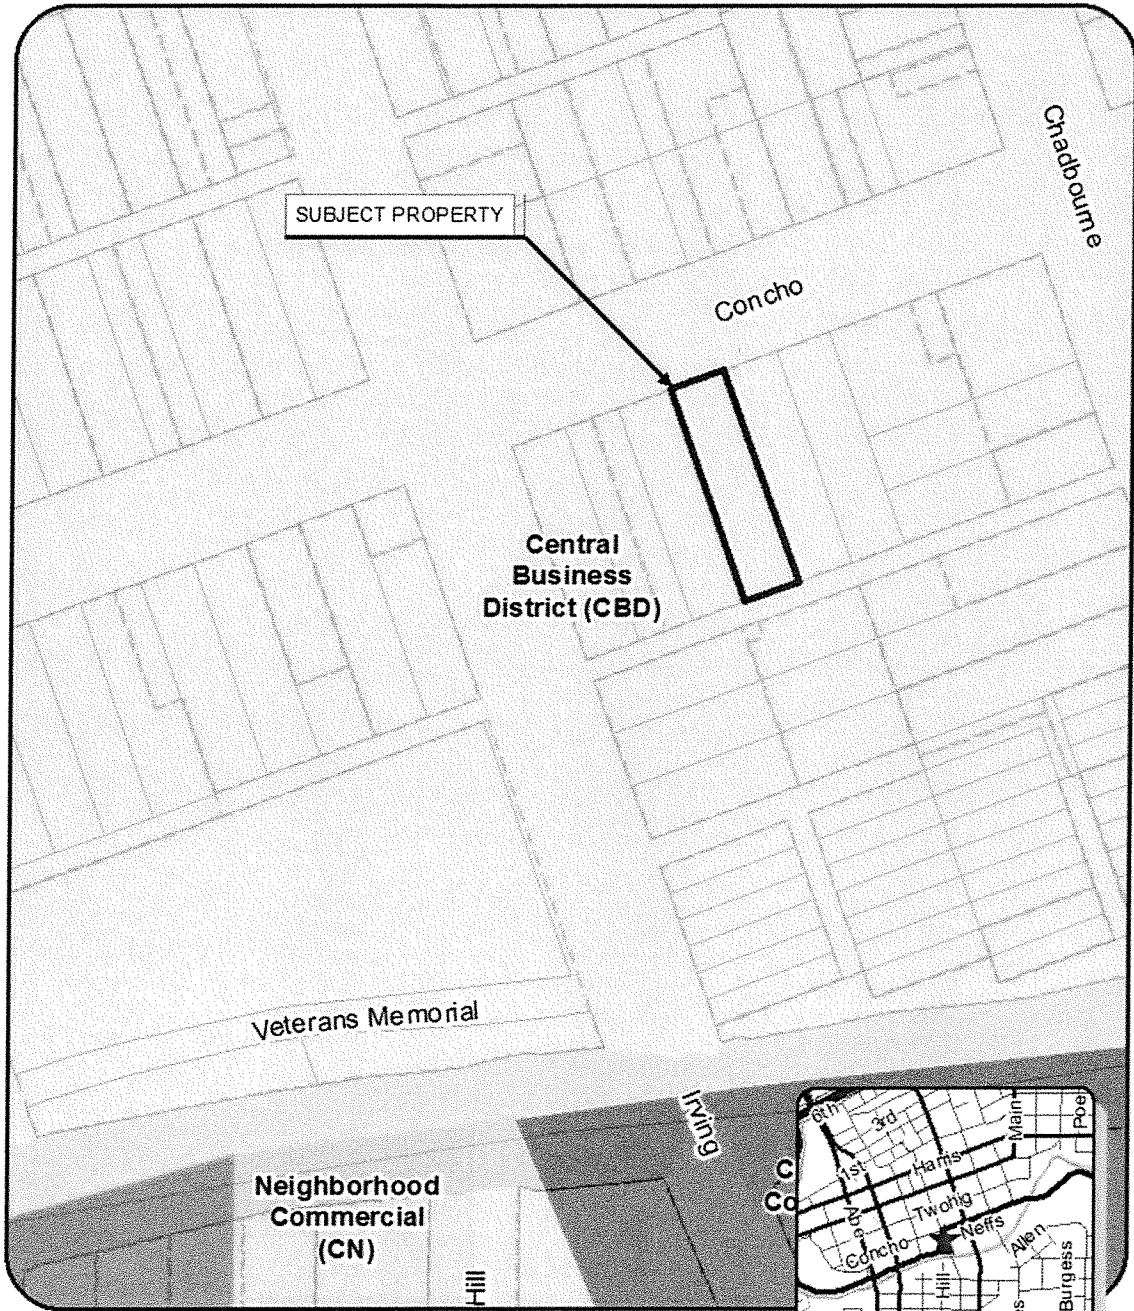 Chadbourne
SUBJECT PROPERTY
Concho
Central
Business
District (CBD)
Veterans Memorial
Irving
Neighborhood
Commercial
(CN)
Hill
C
Co
6th
3rd
Main
Poe
1st
Harris
Twohig
Abe
Concho
Neffs
Allen
Hill
Burgess